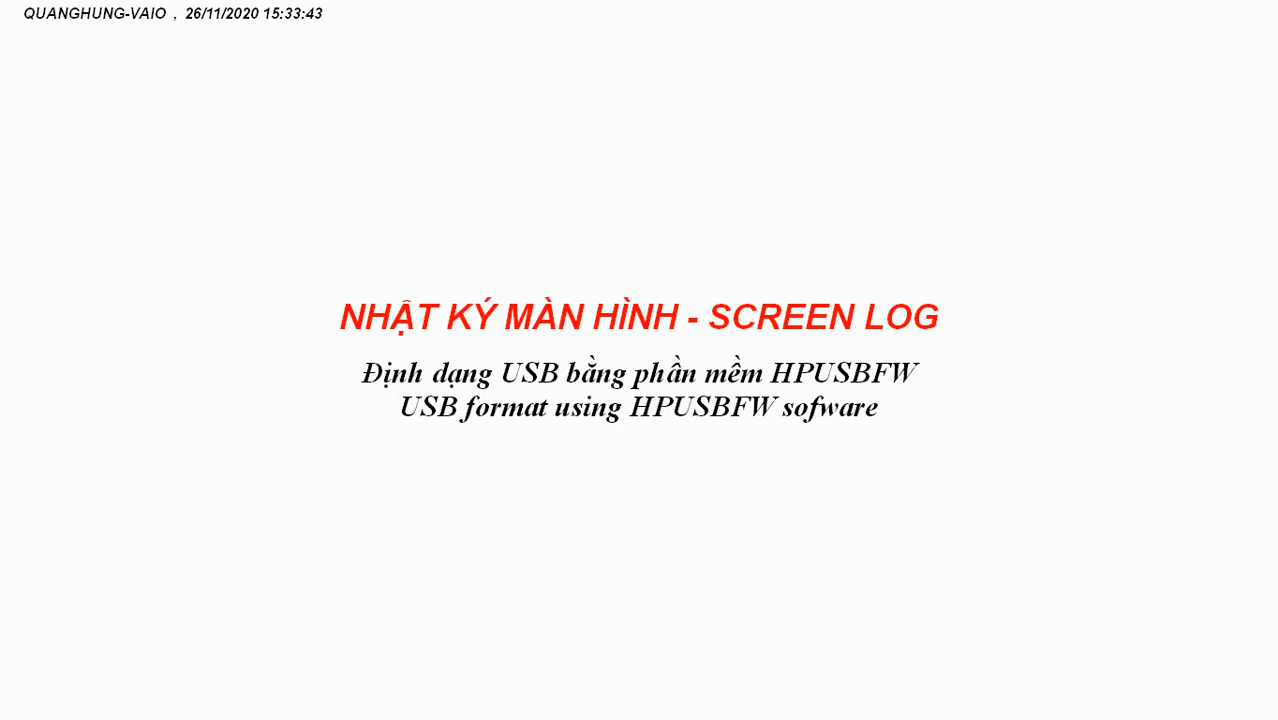 QUANGHUNG-VAIO , 26/11/2020 15:33:43
NHẬT KÝ MÀN HÌNH - SCREEN LOG
Định dạng USB bằng phần mềm HPUSBFW
USB format using HPUSBFW sofware